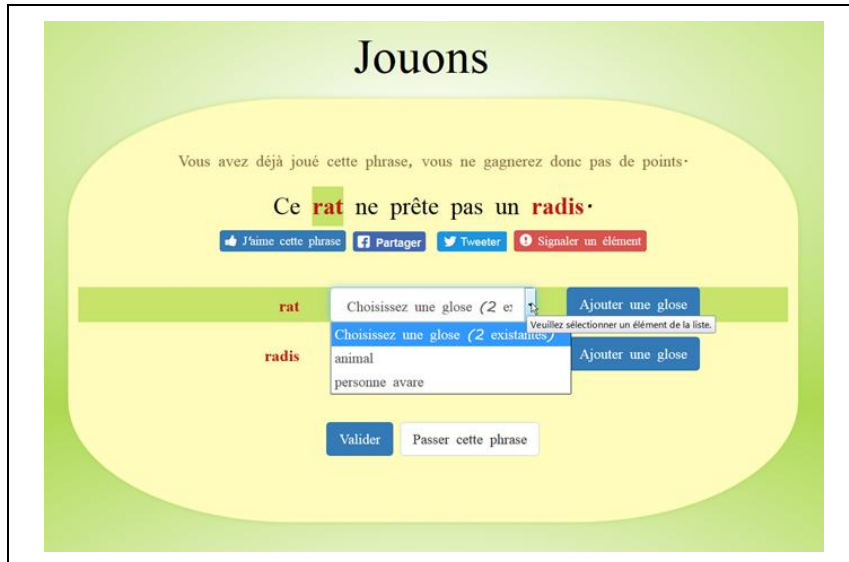 Jouons
Vous avez déjà joué cette phrase, vous ne gagnerez donc pas de points.
Ce rat ne prête pas un radis.
J'aime cette phrase Partager Tweeter Signaler un élément
rat Choisissez une glose (2 ex Ajouter une glose
Veuillez sélectionner un élément de la liste.
Choisissez une glose (2 existantes)
radis animal Ajouter une glose
personne avare
Valider Passer cette phrase